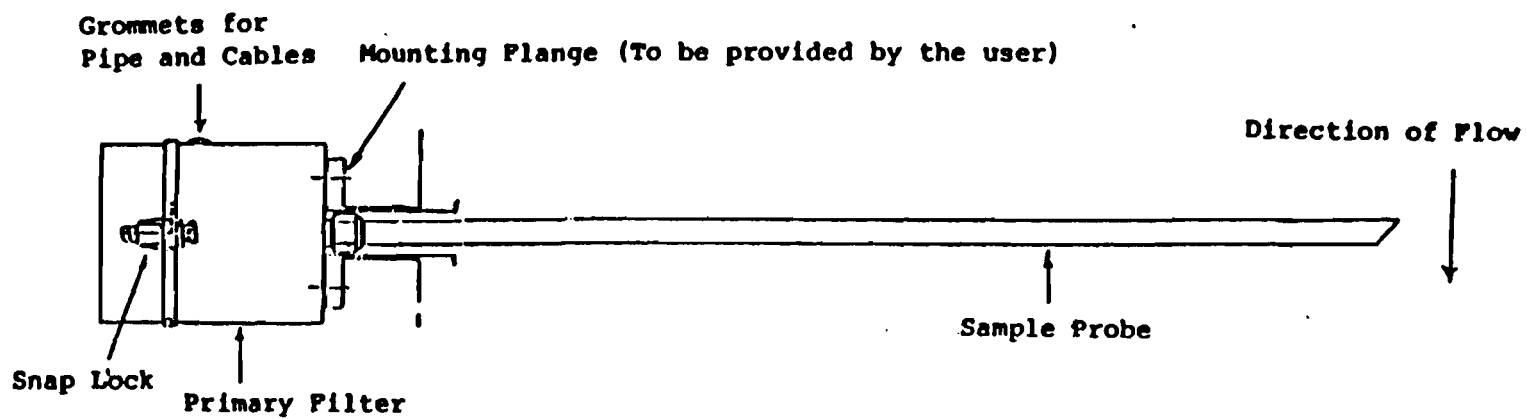 Grommets for
Pipe and Cables
Mounting Flange (To be provided by the user)
Direction of Flow
Sample Probe
Snap Lock
Primary Filter